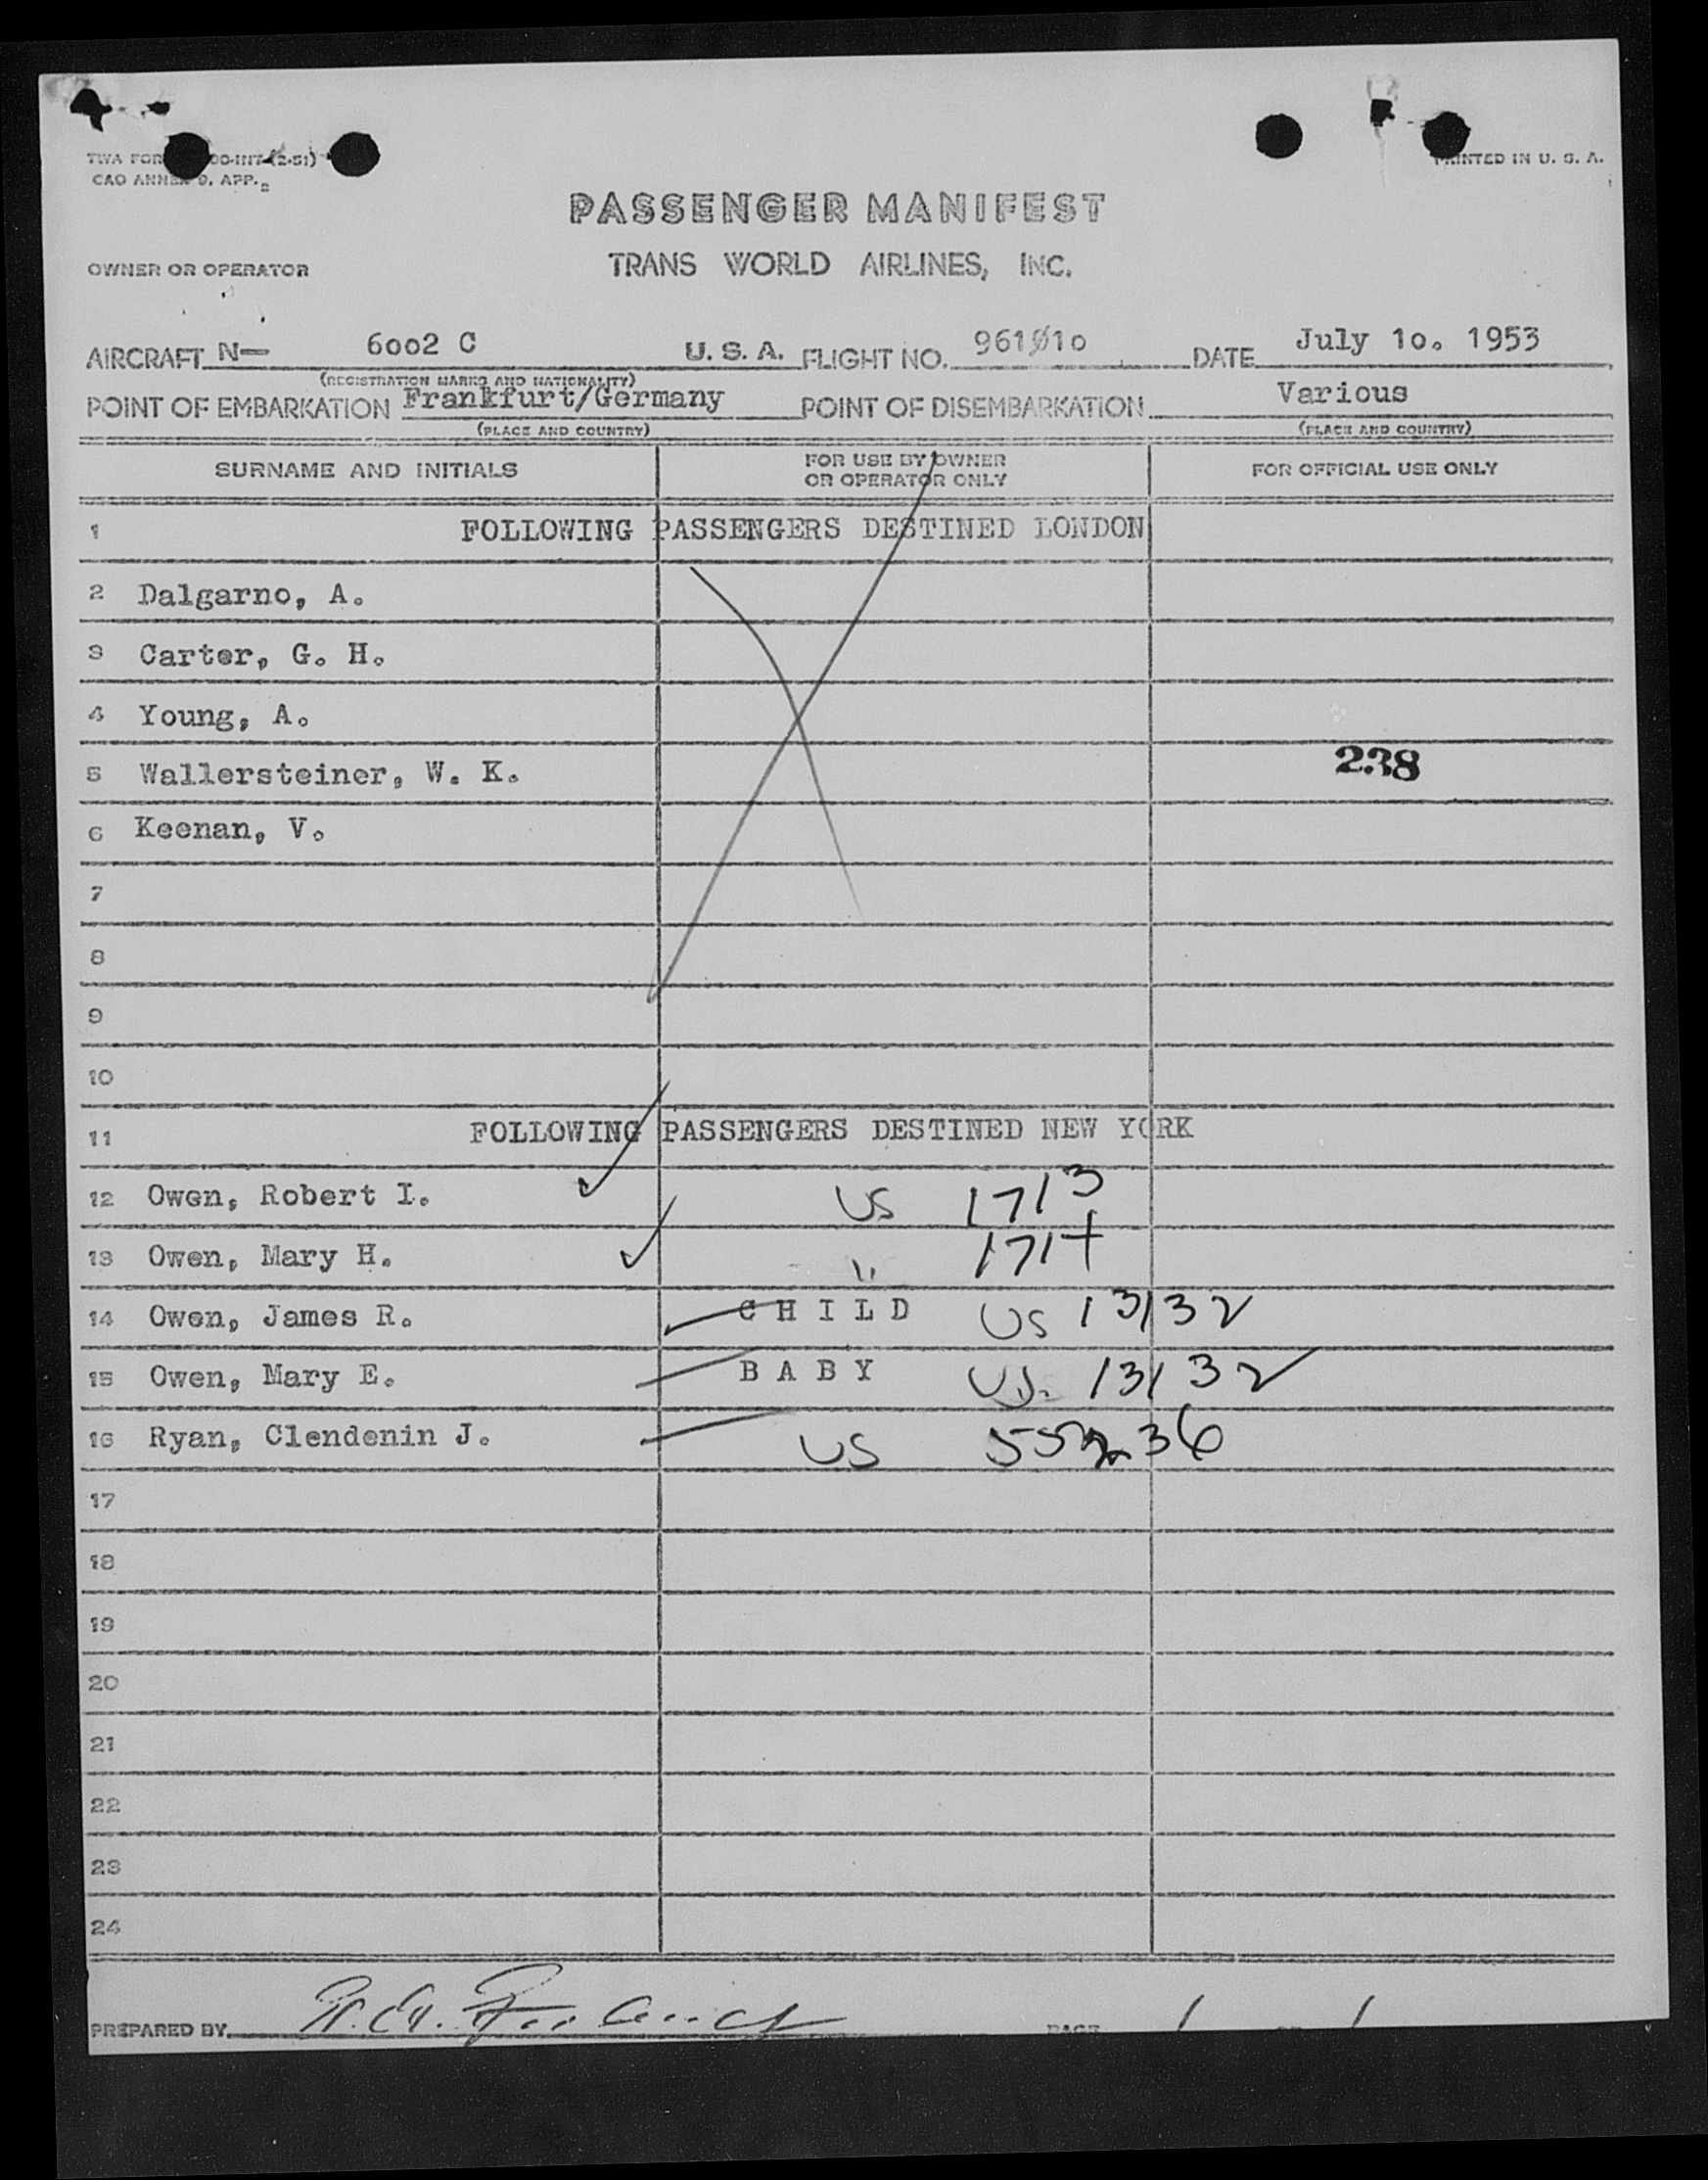 PRINTED IN U. S. A.
CAO ANNEX 9. APP. 2
PASSENGER MANIFEST
OWNER OR OPERATOR
TRANS WORLD AIRLINES, INC.
AIRCRAFT N- 6002 C U. S. A. FLIGHT NO. DATE July 10. 1953
(REGISTRATION MARKS AND NATIONALITY)
POINT OF EMBARKATION Frankfurt/Germany POINT OF DISEMBARKATION Various
(PLACE AND COUNTRY) (PLACE AND COUNTRY)
SURNAME AND INITIALS FOR USE BY OWNER OR OPERATOR ONLY FOR OFFICIAL USE ONLY
1 FOLLOWING PASSENGERS DESTINED LONDON
2 Dalgarno, A.
3 Carter, G. H.
4 Young, A.
5 Wallersteiner, W. K. 238
6 Keenan, V.
7
8
9
10
11 FOLLOWING PASSENGERS DESTINED NEW YORK
12 Owen, Robert I. US 1713
13 Owen, Mary H. " 1714
14 Owen, James R. CHILD US 13132
15 Owen, Mary E. BABY US. 13132
16 Ryan, Clendenin J. US
17
18
19
20
21
22
23
24
PREPARED BY 1 1